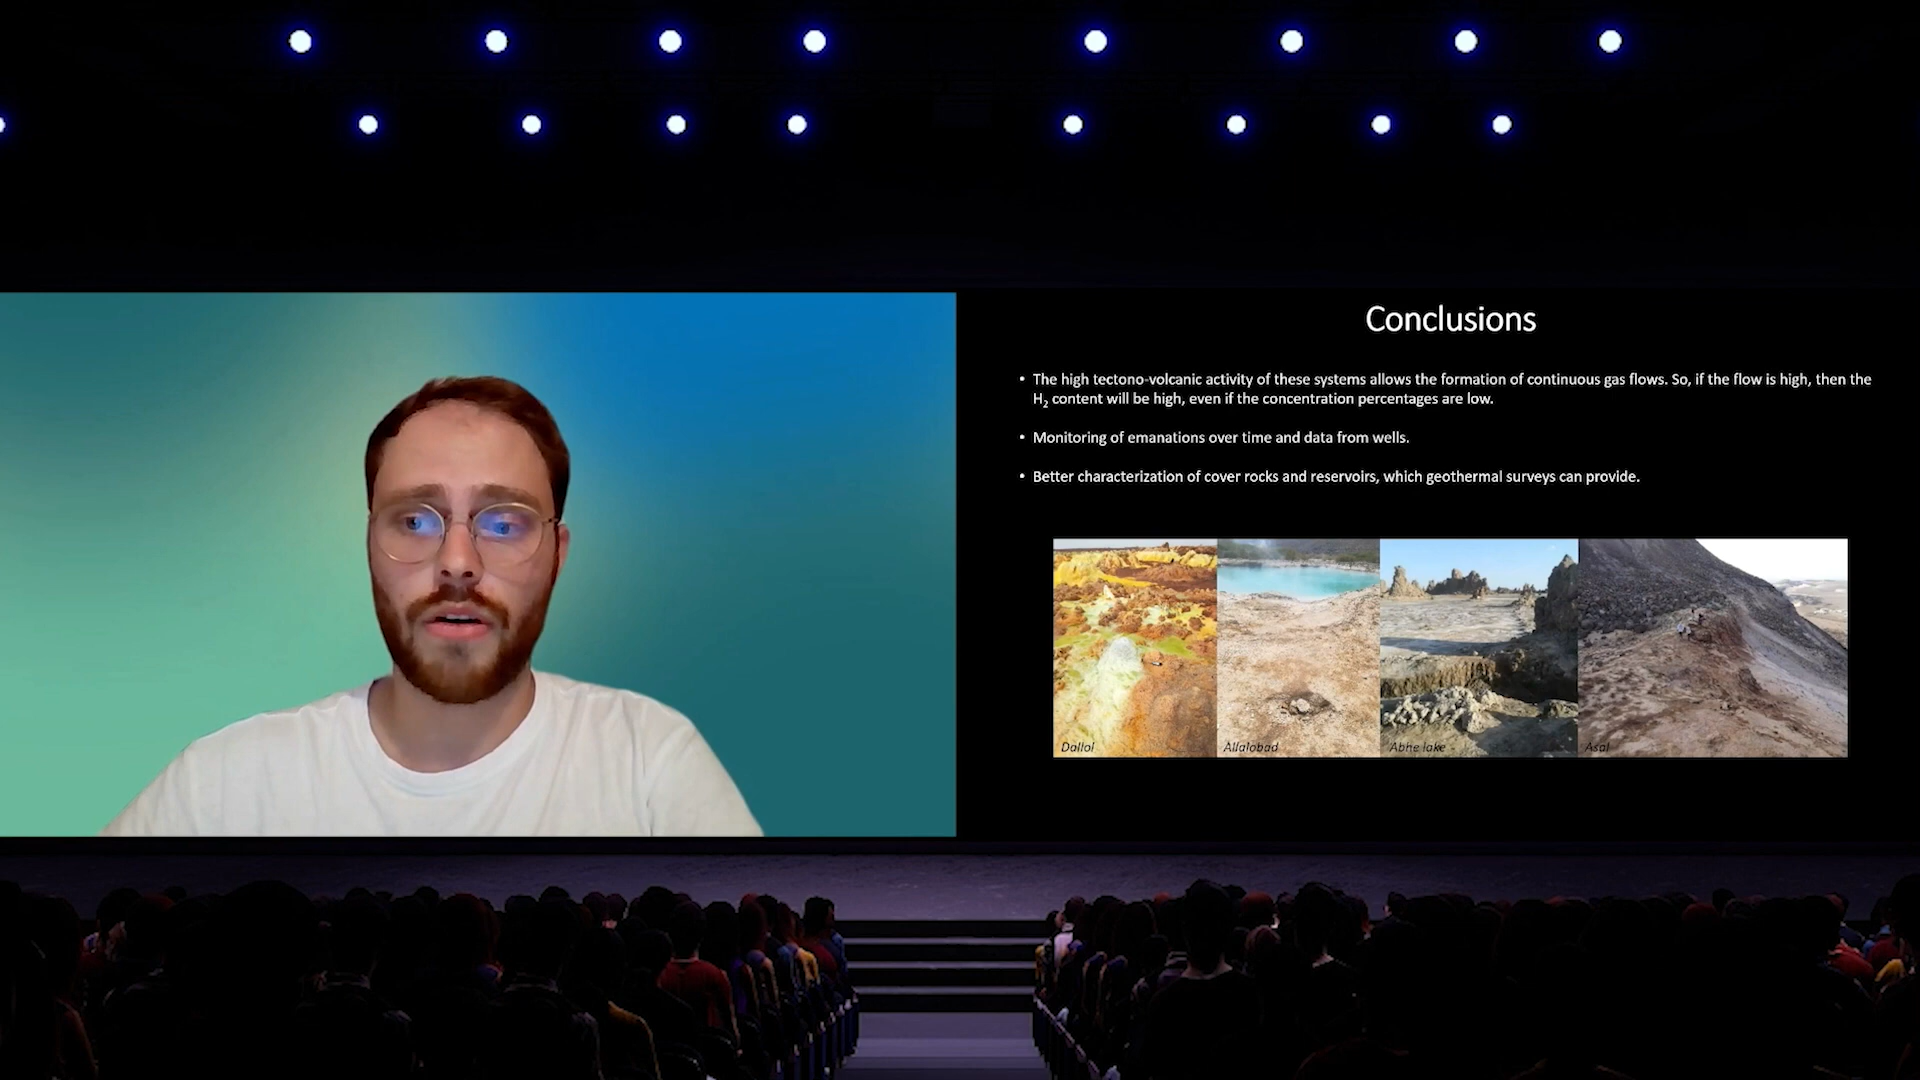 Conclusions
• The high tectono-volcanic activity of these systems allows the formation of continuous gas flows. So, if the flow is high, then the
H₂ content will be high, even if the concentration percentages are low.
• Monitoring of emanations over time and data from wells.
• Better characterization of cover rocks and reservoirs, which geothermal surveys can provide.
Dallol
Allalobad
Abhe lake
Asal